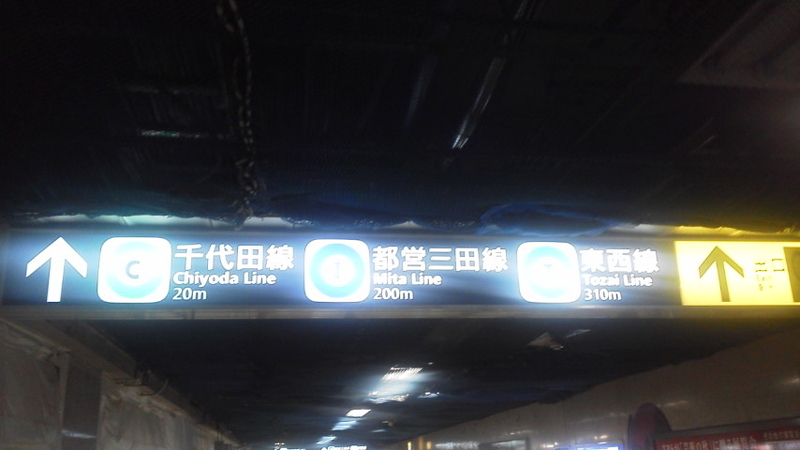 C
千代田線
Chiyoda Line
20m
I
都営三田線
Mita Line
200m
T
東西線
Tozai Line
310m